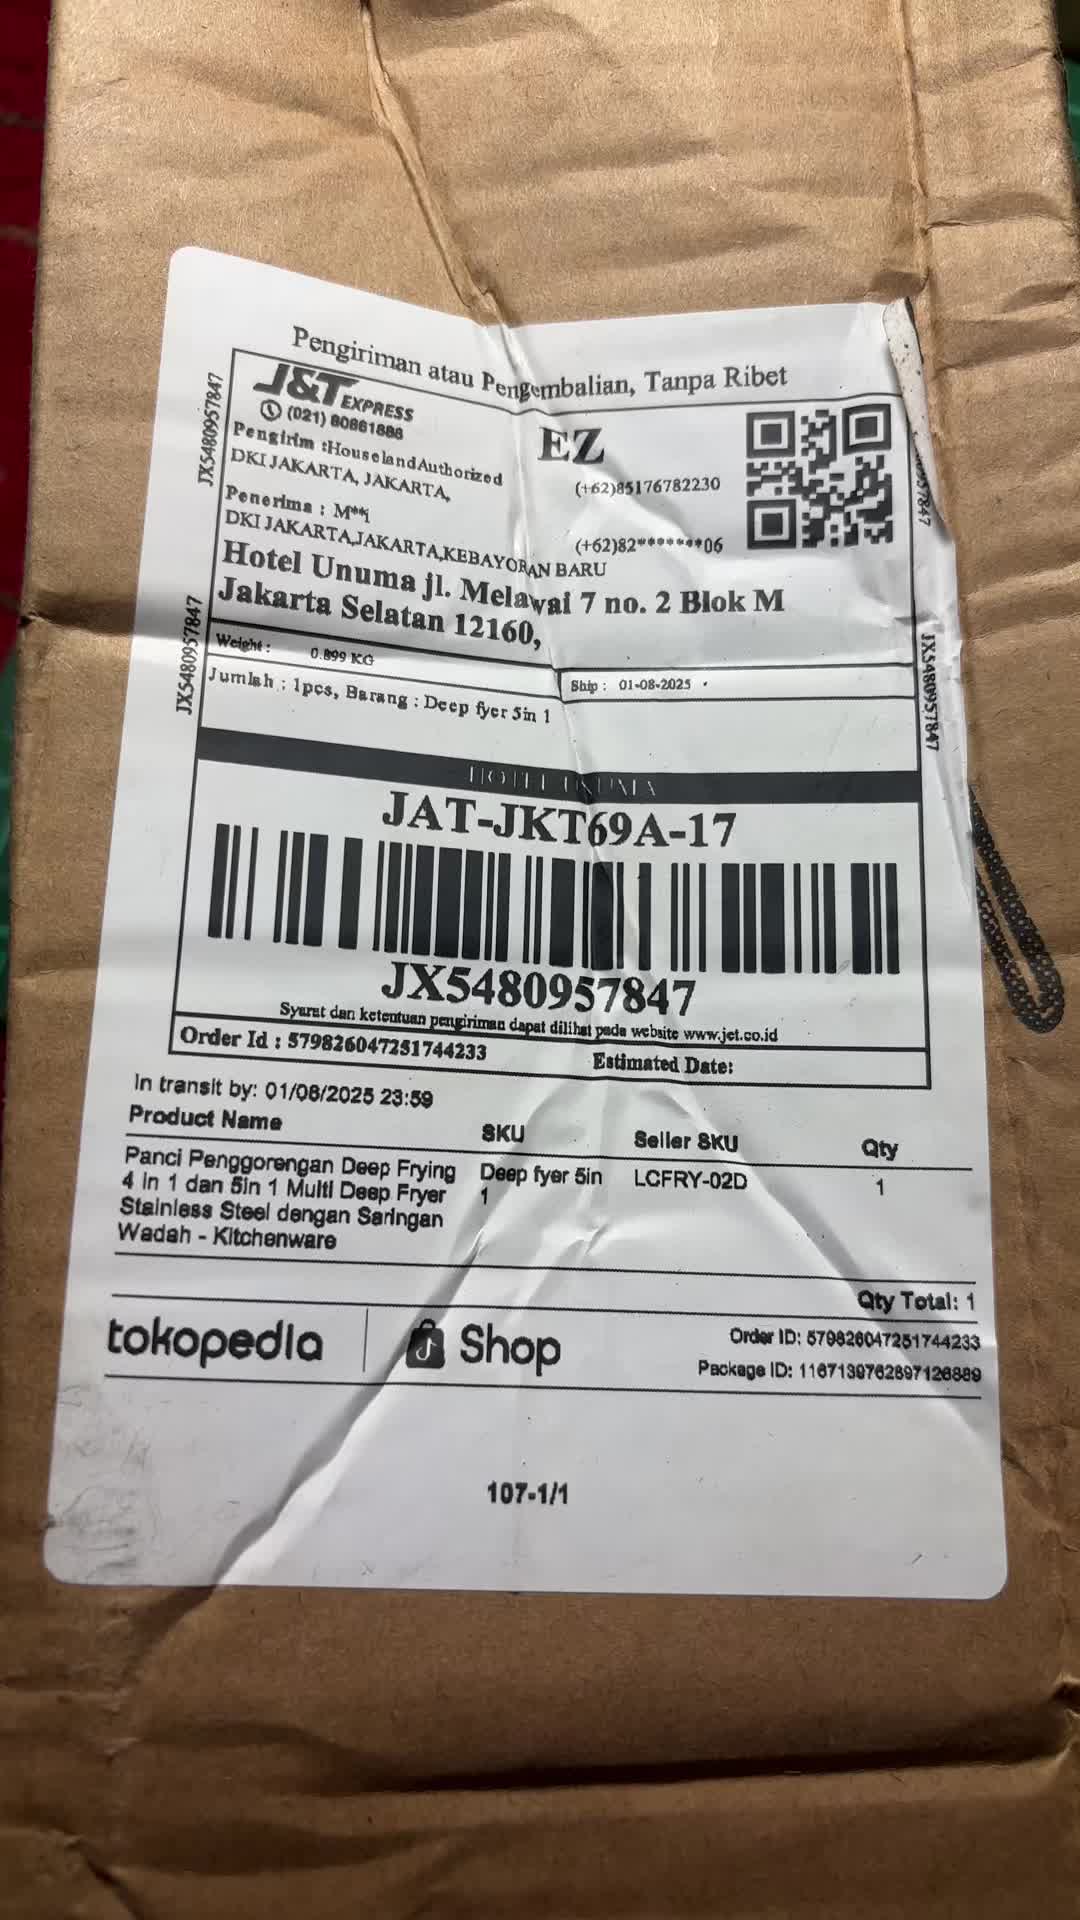 Pengiriman atau Pengembalian, Tanpa Ribet
J&T EXPRESS
(021) 80661888
EZ
Pengirim :HouselandAuthorized
(+62)85176782230
DKI JAKARTA, JAKARTA,
Penerima : M**i
(+62)82*******06
DKI JAKARTA,JAKARTA,KEBAYORAN BARU
Hotel Unuma jl. Melawai 7 no. 2 Blok M
Jakarta Selatan 12160,
Weight : 0.899 KG
Ship : 01-08-2025
Jumlah : 1pcs, Barang : Deep fyer 5in 1
HOTEL UNUMA
JAT-JKT69A-17
JX5480957847
Syarat dan ketentuan pengiriman dapat dilihat pada website www.jet.co.id
Order Id : 579826047251744233
Estimated Date:
JX5480957847
JX5480957847
JX5480957847
In transit by: 01/08/2025 23:59
Product Name SKU Seller SKU Qty
Panci Penggorengan Deep Frying Deep fyer 5in LCFRY-02D 1
4 in 1 dan 5in 1 Multi Deep Fryer 1
Stainless Steel dengan Saringan
Wadah - Kitchenware
Qty Total: 1
tokopedia
Shop
Order ID: 579826047251744233
Package ID: 1167139762897126889
107-1/1